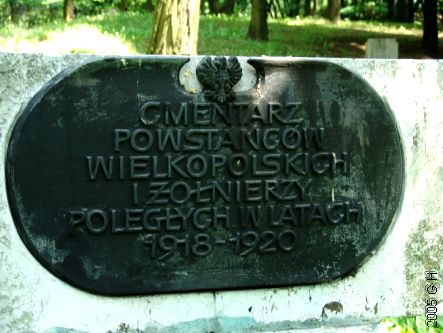 CMENTARZ
POWSTAŃCÓW
WIELKOPOLSKICH
I ŻOŁNIERZY
POLEGŁYCH W LATACH
1918-1920
2005 G H